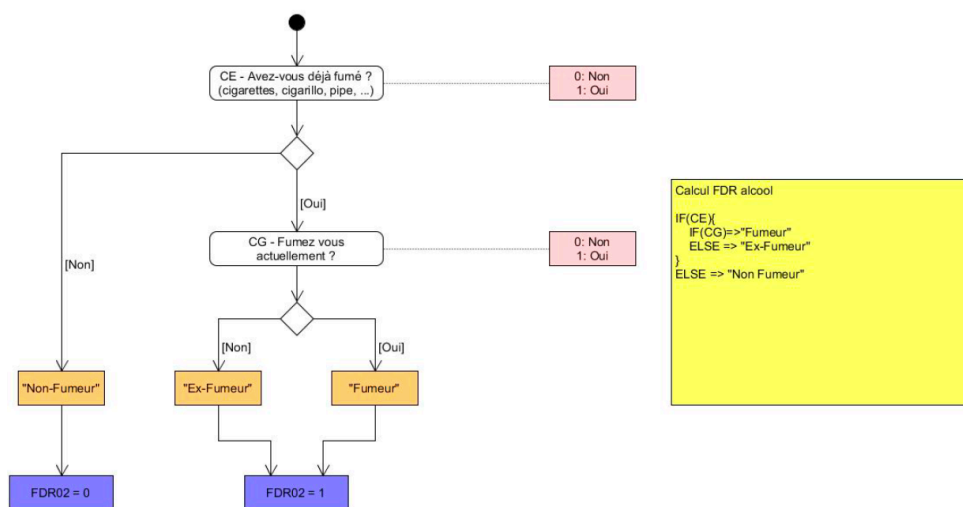 CE - Avez-vous déjà fumé ?
(cigarettes, cigarillo, pipe, ...)
0: Non
1: Oui
[Oui]
CG - Fumez vous
actuellement ?
0: Non
1: Oui
[Non]
[Non]
[Oui]
"Non-Fumeur"
"Ex-Fumeur"
"Fumeur"
FDR02 = 0
FDR02 = 1
Calcul FDR alcool
IF(CE){
IF(CG)=>"Fumeur"
ELSE => "Ex-Fumeur"
}
ELSE => "Non Fumeur"